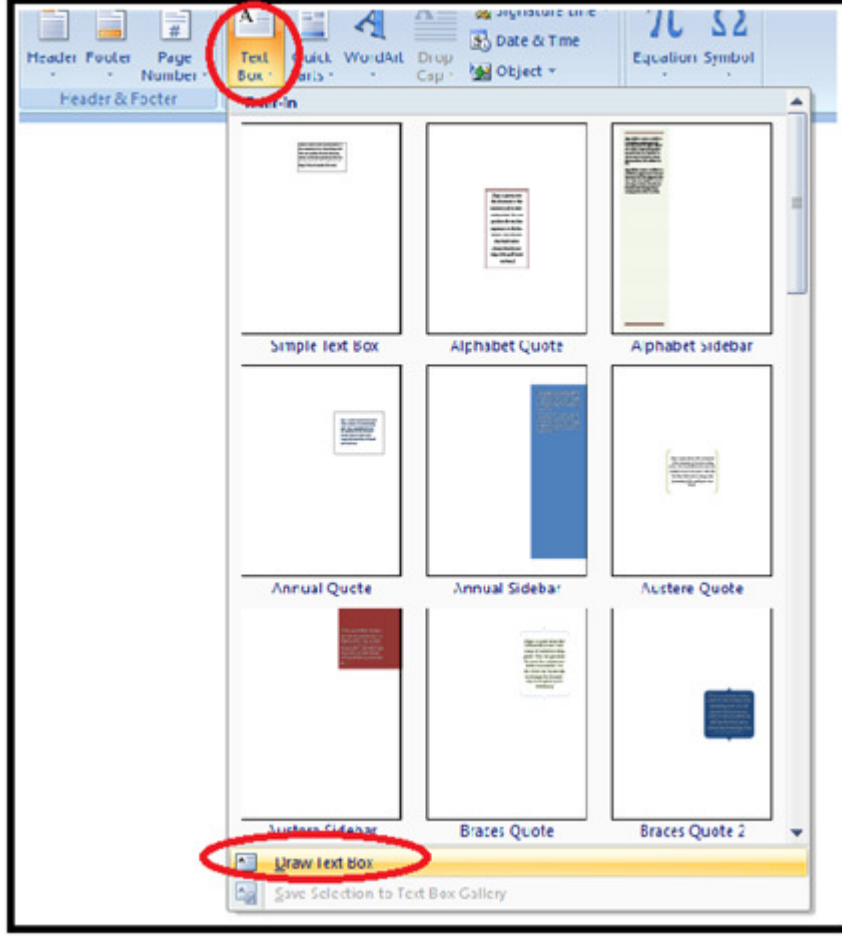 Signature Line
Date & Time
Object
Header Footer Page Number
Text Box Quick Parts WordArt Drop Cap
Equation Symbol
Header & Footer
Built-In
Simple Text Box Alphabet Quote Alphabet Sidebar
Annual Quote Annual Sidebar Austere Quote
Austere Sidebar Braces Quote Braces Quote 2
Draw Text Box
Save Selection to Text Box Gallery